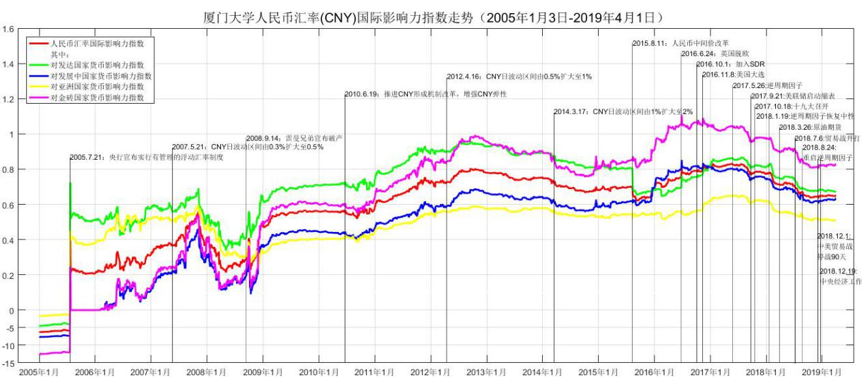 厦门大学人民币汇率(CNY)国际影响力指数走势（2005年1月3日-2019年4月1日）
人民币汇率国际影响力指数
其中：
对发达国家货币影响力指数
对发展中国家货币影响力指数
对亚洲国家货币影响力指数
对金砖国家货币影响力指数
2005.7.21：央行宣布实行有管理的浮动汇率制度
2007.5.21：CNY日波动区间由0.3%扩大至0.5%
2008.9.14：雷曼兄弟宣布破产
2010.6.19：推进CNY形成机制改革，增强CNY弹性
2012.4.16：CNY日波动区间由0.5%扩大至1%
2014.3.17：CNY日波动区间由1%扩大至2%
2015.8.11：人民币中间价改革
2016.6.24：英国脱欧
2016.10.1：加入SDR
2016.11.8:美国大选
2017.5.26:逆周期因子
2017.9.21:美联储启动缩表
2017.10.18:十九大召开
2018.1.19:逆周期因子恢复中性
2018.3.26:原油期货
2018.7.6:贸易战开打
2018.8.24:
重启逆周期因子
2018.12.1:
中美贸易战
停战90天
2018.12.19:
中央经济工作
1.6
1.4
1.2
1
0.8
0.6
0.4
0.2
0
-5
-10
-15
2005年1月 2006年1月 2007年1月 2008年1月 2009年1月 2010年1月 2011年1月 2012年1月 2013年1月 2014年1月 2015年1月 2016年1月 2017年1月 2018年1月 2019年1月